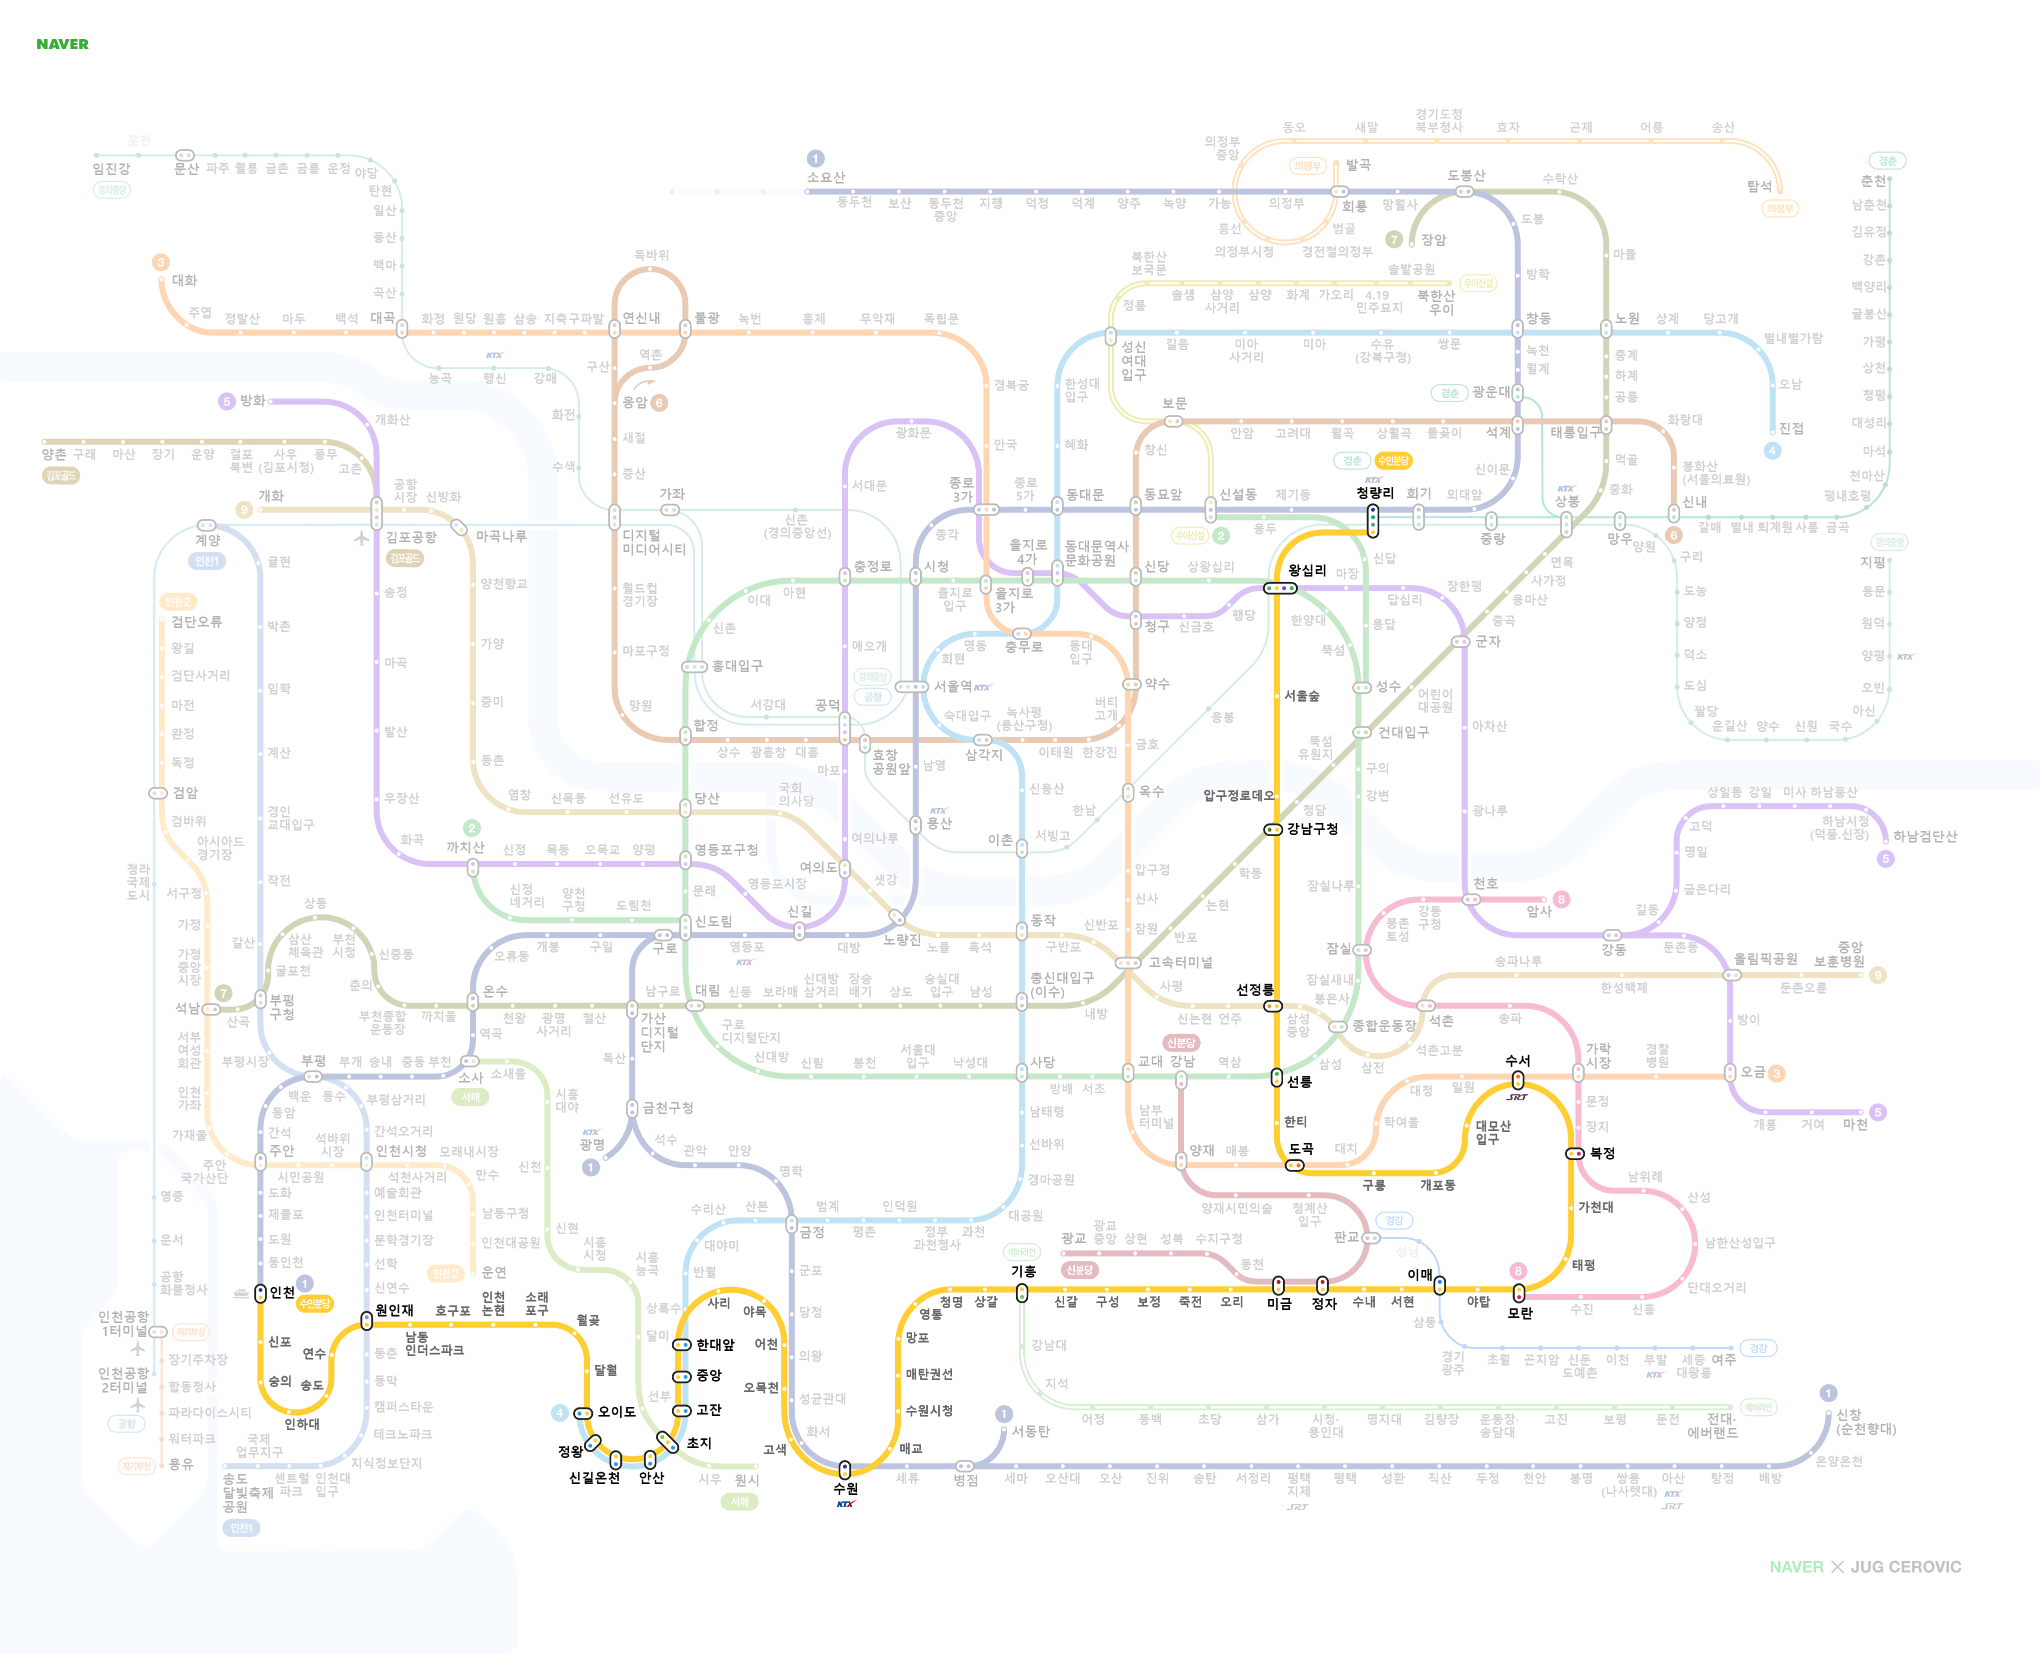 NAVER
운천
임진강
문산
파주
월롱
금촌
금릉
운정
야당
탄현
일산
풍산
백마
곡산
경의중앙
1
소요산
동두천
보산
동두천
중앙
지행
덕정
덕계
양주
녹양
가능
의정부
회룡
망월사
도봉산
의정부
중앙
동오
새말
경기도청
북부청사
효자
곤제
어룡
송산
탑석
의정부
의정부
발곡
범골
경전철의정부
의정부시청
흥선
7
장암
수락산
도봉
방학
마들
경춘
춘천
남춘천
김유정
강촌
백양리
굴봉산
가평
상천
청평
대성리
마석
천마산
평내호평
3
대화
주엽
정발산
마두
백석
대곡
화정
원당
원흥
삼송
지축
구파발
연신내
독바위
불광
녹번
홍제
무악재
독립문
역촌
구산
응암
6
북한산
보국문
정릉
솔샘
삼양
사거리
삼양
화계
가오리
4.19
민주묘지
솔밭공원
북한산
우이
우이신설
성신
여대
입구
길음
미아
사거리
미아
수유
(강북구청)
쌍문
창동
노원
상계
당고개
별내별가람
오남
진접
4
녹천
월계
중계
하계
공릉
경춘
광운대
석계
태릉입구
화랑대
봉화산
(서울의료원)
신내
6
KTX
능곡
행신
강매
화전
수색
새절
증산
5
방화
개화산
양촌
구래
마산
장기
운양
걸포
북변
사우
(김포시청)
풍무
고촌
김포골드
공항
시장
신방화
9
개화
마곡나루
김포공항
김포골드
계양
인천1
귤현
박촌
임학
계산
경인
교대입구
작전
갈산
인천2
검단오류
왕길
검단사거리
마전
완정
독정
검암
검바위
아시아드
경기장
서구청
가정
가정
중앙
시장
청라
국제
도시
송정
마곡
발산
우장산
화곡
양천향교
가양
증미
등촌
염창
신목동
선유도
디지털
미디어시티
월드컵
경기장
마포구청
망원
가좌
신촌
(경의중앙선)
홍대입구
신촌
이대
아현
충정로
시청
광화문
서대문
애오개
공덕
서강대
마포
여의나루
경복궁
안국
종로
3가
종로
5가
종각
한성대
입구
혜화
동대문
동묘앞
창신
보문
안암
고려대
월곡
상월곡
돌곶이
신설동
우이신설
2
제기동
용두
경춘
수인분당
KTX
청량리
회기
외대앞
신이문
중랑
KTX
상봉
망우
양원
갈매
별내
퇴계원
사릉
금곡
구리
도농
양정
덕소
도심
팔당
운길산
양수
신원
국수
아신
오빈
양평
KTX
원덕
용문
지평
경의중앙
먹골
중화
면목
사가정
용마산
중곡
군자
을지로
입구
을지로
3가
을지로
4가
동대문역사
문화공원
신당
상왕십리
왕십리
청구
신금호
행당
마장
답십리
장한평
신답
용답
한양대
뚝섬
성수
어린이
대공원
건대입구
뚝섬
유원지
구의
강변
아차산
광나루
충무로
명동
회현
동대
입구
약수
버티
고개
경의중앙
공항
서울역
KTX
숙대입구
녹사평
(용산구청)
합정
상수
광흥창
대흥
효창
공원앞
남영
삼각지
이태원
한강진
금호
응봉
옥수
신용산
한남
서빙고
이촌
KTX
용산
국회
의사당
당산
여의도
샛강
영등포구청
영등포시장
문래
신도림
신길
2
까치산
신정
목동
오목교
양평
신정
네거리
양천
구청
도림천
노량진
노들
흑석
동작
구반포
신반포
잠원
신사
압구정
서울숲
압구정로데오
청담
강남구청
학동
논현
반포
고속터미널
사평
신논현
언주
선정릉
삼성
중앙
봉은사
종합운동장
삼전
석촌고분
석촌
송파
송파나루
한성백제
올림픽공원
둔촌오륜
중앙
보훈병원
9
잠실나루
잠실
잠실새내
몽촌
토성
강동
구청
천호
암사
8
강동
길동
굽은다리
명일
고덕
상일동
강일
미사
하남풍산
하남시청
(덕풍.신장)
하남검단산
5
둔촌동
방이
오금
3
개롱
거여
마천
5
상동
삼산
체육관
부천
시청
신중동
춘의
굴포천
부평
구청
7
석남
산곡
부천종합
운동장
까치울
온수
천왕
광명
사거리
철산
가산
디지털
단지
오류동
개봉
구일
구로
영등포
KTX
대방
남구로
대림
신풍
보라매
신대방
삼거리
장승
배기
상도
숭실대
입구
남성
총신대입구
(이수)
내방
구로
디지털단지
신대방
신림
봉천
서울대
입구
낙성대
사당
방배
서초
교대
신분당
강남
역삼
선릉
삼성
서부
여성
회관
인천
가좌
가재울
부평시장
부평
부개
송내
중동
부천
역곡
소사
서해
소새울
시흥
대야
신천
신현
시흥
시청
시흥
능곡
달미
선부
백운
동암
동수
부평삼거리
간석
간석오거리
석바위
시장
주안
주안
국가산단
시민공원
인천시청
모래내시장
석천사거리
만수
남동구청
인천대공원
인천2
운연
도화
제물포
도원
동인천
1
인천
수인분당
예술회관
인천터미널
문학경기장
선학
신연수
원인재
동춘
동막
캠퍼스타운
테크노파크
지식정보단지
인천대
입구
센트럴
파크
국제
업무지구
송도
달빛축제
공원
인천1
영종
운서
공항
화물청사
인천공항
1터미널
자기부상
장기주차장
합동청사
파라다이스시티
워터파크
자기부상
용유
인천공항
2터미널
공항
독산
금천구청
KTX
광명
1
석수
관악
안양
명학
금정
군포
당정
의왕
성균관대
화서
남태령
선바위
경마공원
대공원
과천
정부
과천청사
인덕원
평촌
범계
산본
수리산
대야미
반월
상록수
남부
터미널
양재
매봉
도곡
대치
학여울
대청
일원
수서
SRT
가락
시장
경찰
병원
문정
장지
복정
남위례
산성
남한산성입구
단대오거리
신흥
수진
8
모란
한티
구룡
개포동
대모산
입구
가천대
태평
양재시민의숲
청계산
입구
판교
경강
성남
이매
삼동
경기
광주
초월
곤지암
신둔
도예촌
이천
부발
KTX
세종
대왕릉
여주
경강
광교
신분당
광교
중앙
상현
성복
수지구청
동천
미금
정자
수내
서현
야탑
에버라인
기흥
신갈
구성
보정
죽전
오리
상갈
청명
영통
망포
매탄권선
수원시청
매교
수원
KTX
고색
오목천
어천
야목
사리
한대앞
중앙
고잔
초지
안산
신길온천
정왕
4
오이도
달월
월곶
소래
포구
인천
논현
호구포
남동
인더스파크
연수
송도
인하대
숭의
신포
시우
원시
서해
강남대
지석
어정
동백
초당
삼가
시청·
용인대
명지대
김량장
운동장·
송담대
고진
보평
둔전
전대·
에버랜드
에버라인
1
서동탄
세류
병점
세마
오산대
오산
진위
송탄
서정리
평택
지제
SRT
평택
성환
직산
두정
천안
봉명
쌍용
(나사렛대)
아산
KTX
SRT
탕정
배방
온양온천
1
신창
(순천향대)
NAVER × JUG CEROVIC